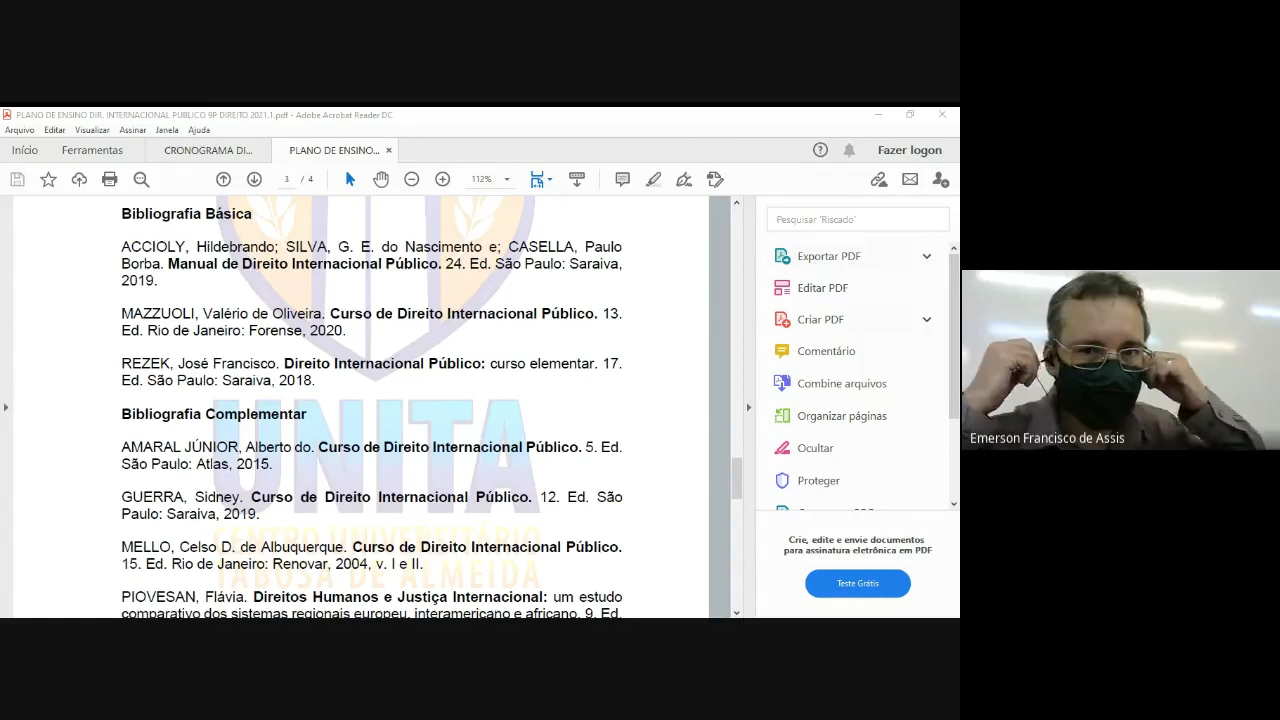 PLANO DE ENSINO DIR. INTERNACIONAL PUBLICO 9P DIREITO 2021.1.pdf - Adobe Acrobat Reader DC
Arquivo Editar Visualizar Assinar Janela Ajuda
Início Ferramentas CRONOGRAMA DI... PLANO DE ENSINO... × Fazer logon
3 / 4 112%
Bibliografia Básica
ACCIOLY, Hildebrando; SILVA, G. E. do Nascimento e; CASELLA, Paulo
Borba. Manual de Direito Internacional Público. 24. Ed. São Paulo: Saraiva,
2019.
MAZZUOLI, Valério de Oliveira. Curso de Direito Internacional Público. 13.
Ed. Rio de Janeiro: Forense, 2020.
REZEK, José Francisco. Direito Internacional Público: curso elementar. 17.
Ed. São Paulo: Saraiva, 2018.
Bibliografia Complementar
AMARAL JÚNIOR, Alberto do. Curso de Direito Internacional Público. 5. Ed.
São Paulo: Atlas, 2015.
GUERRA, Sidney. Curso de Direito Internacional Público. 12. Ed. São
Paulo: Saraiva, 2019.
MELLO, Celso D. de Albuquerque. Curso de Direito Internacional Público.
15. Ed. Rio de Janeiro: Renovar, 2004, v. I e II.
PIOVESAN, Flávia. Direitos Humanos e Justiça Internacional: um estudo
comparativo dos sistemas regionais europeu, interamericano e africano. 9. Ed.
UNITA
CENTRO UNIVERSITÁRIO
TABOSA DE ALMEIDA
Pesquisar 'Riscado'
Exportar PDF
Editar PDF
Criar PDF
Comentário
Combine arquivos
Organizar páginas
Ocultar
Proteger
Crie, edite e envie documentos
para assinatura eletrônica em PDF
Teste Grátis
Emerson Francisco de Assis